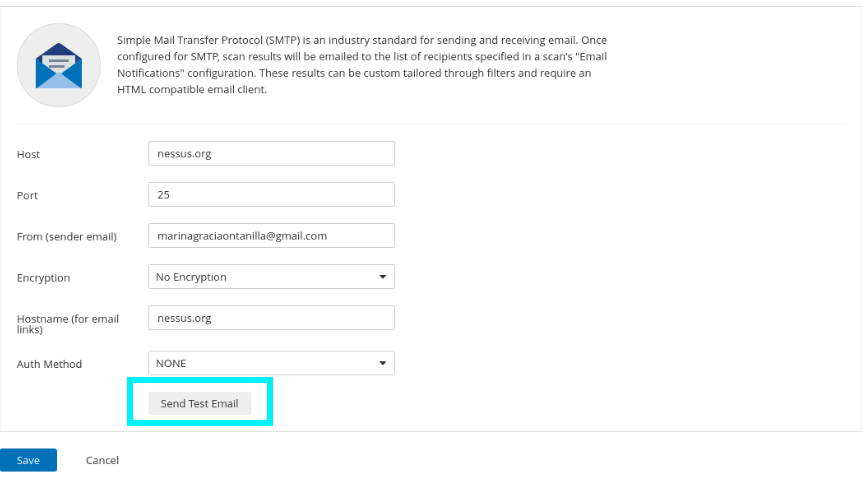 Simple Mail Transfer Protocol (SMTP) is an industry standard for sending and receiving email. Once
configured for SMTP, scan results will be emailed to the list of recipients specified in a scan's "Email
Notifications" configuration. These results can be custom tailored through filters and require an
HTML compatible email client.
Host nessus.org
Port 25
From (sender email) marinagraciaontanilla@gmail.com
Encryption No Encryption
Hostname (for email nessus.org
links)
Auth Method NONE
Send Test Email
Save Cancel